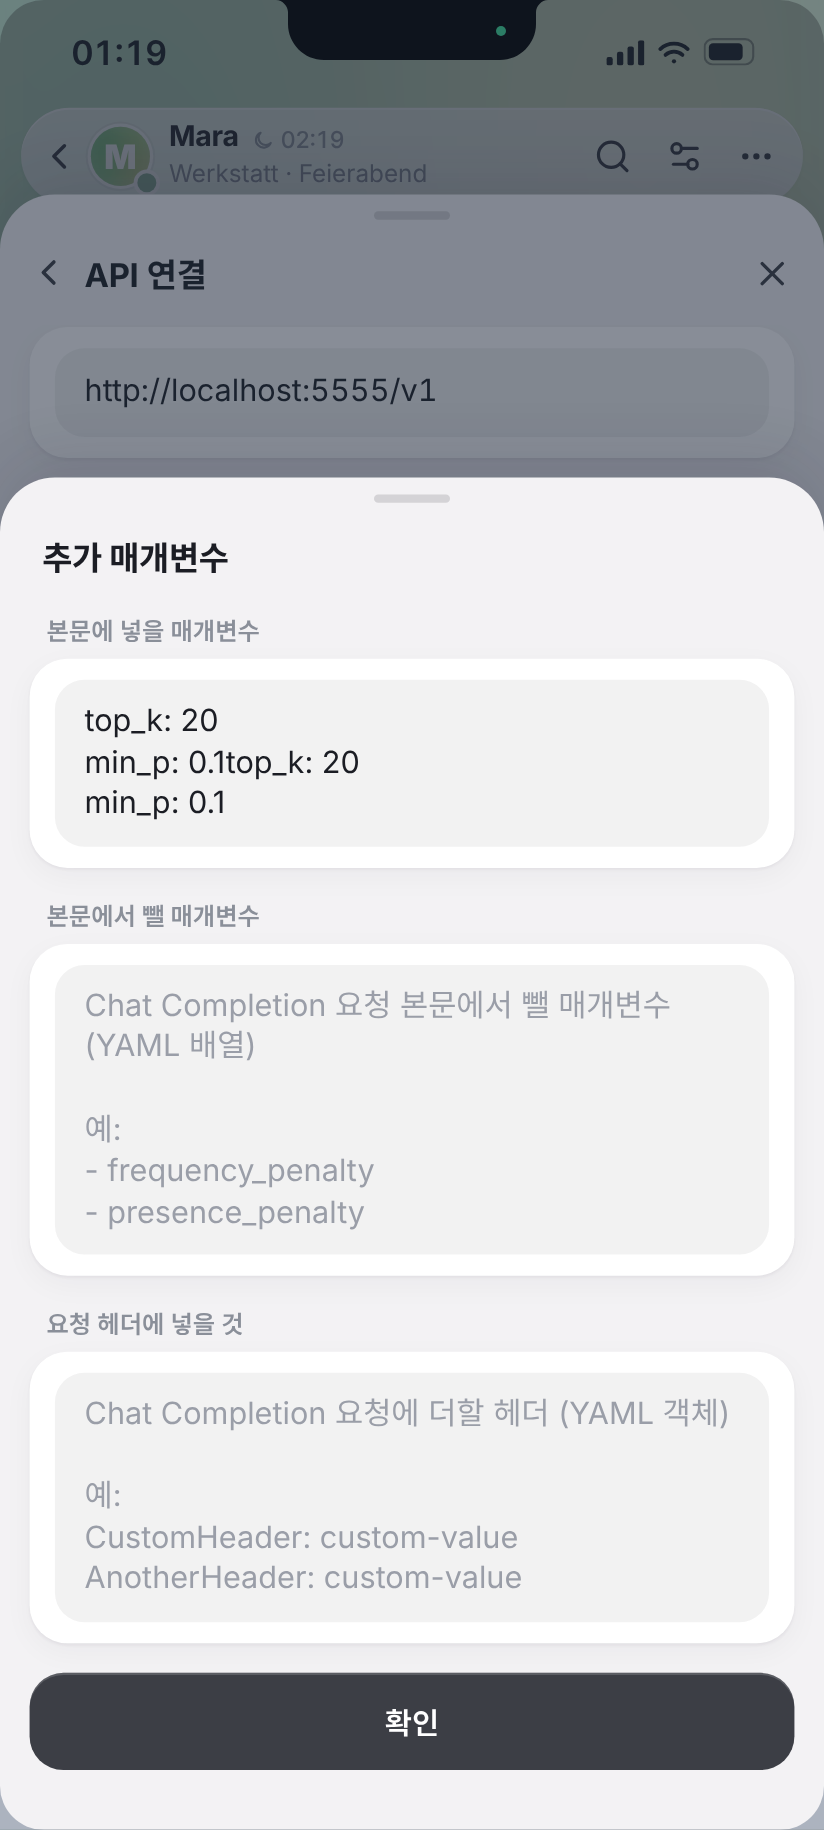 01:19
Mara 02:19
M
Werkstatt · Feierabend
API 연결
http://localhost:5555/v1
추가 매개변수
본문에 넣을 매개변수
top_k: 20
min_p: 0.1top_k: 20
min_p: 0.1
본문에서 뺄 매개변수
Chat Completion 요청 본문에서 뺄 매개변수
(YAML 배열)
예:
- frequency_penalty
- presence_penalty
요청 헤더에 넣을 것
Chat Completion 요청에 더할 헤더 (YAML 객체)
예:
CustomHeader: custom-value
AnotherHeader: custom-value
확인